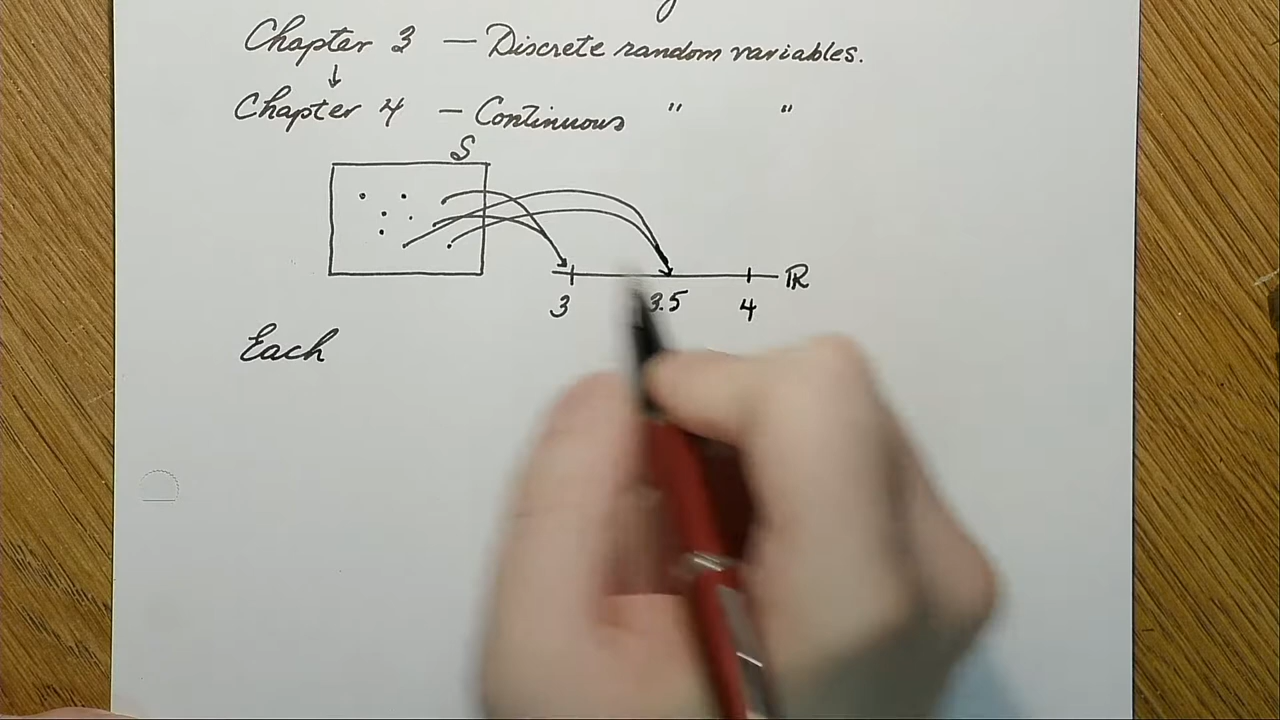 Chapter 3 — Discrete random variables.
↓
Chapter 4 — Continuous " "
S
ℝ
3 3.5 4
Each